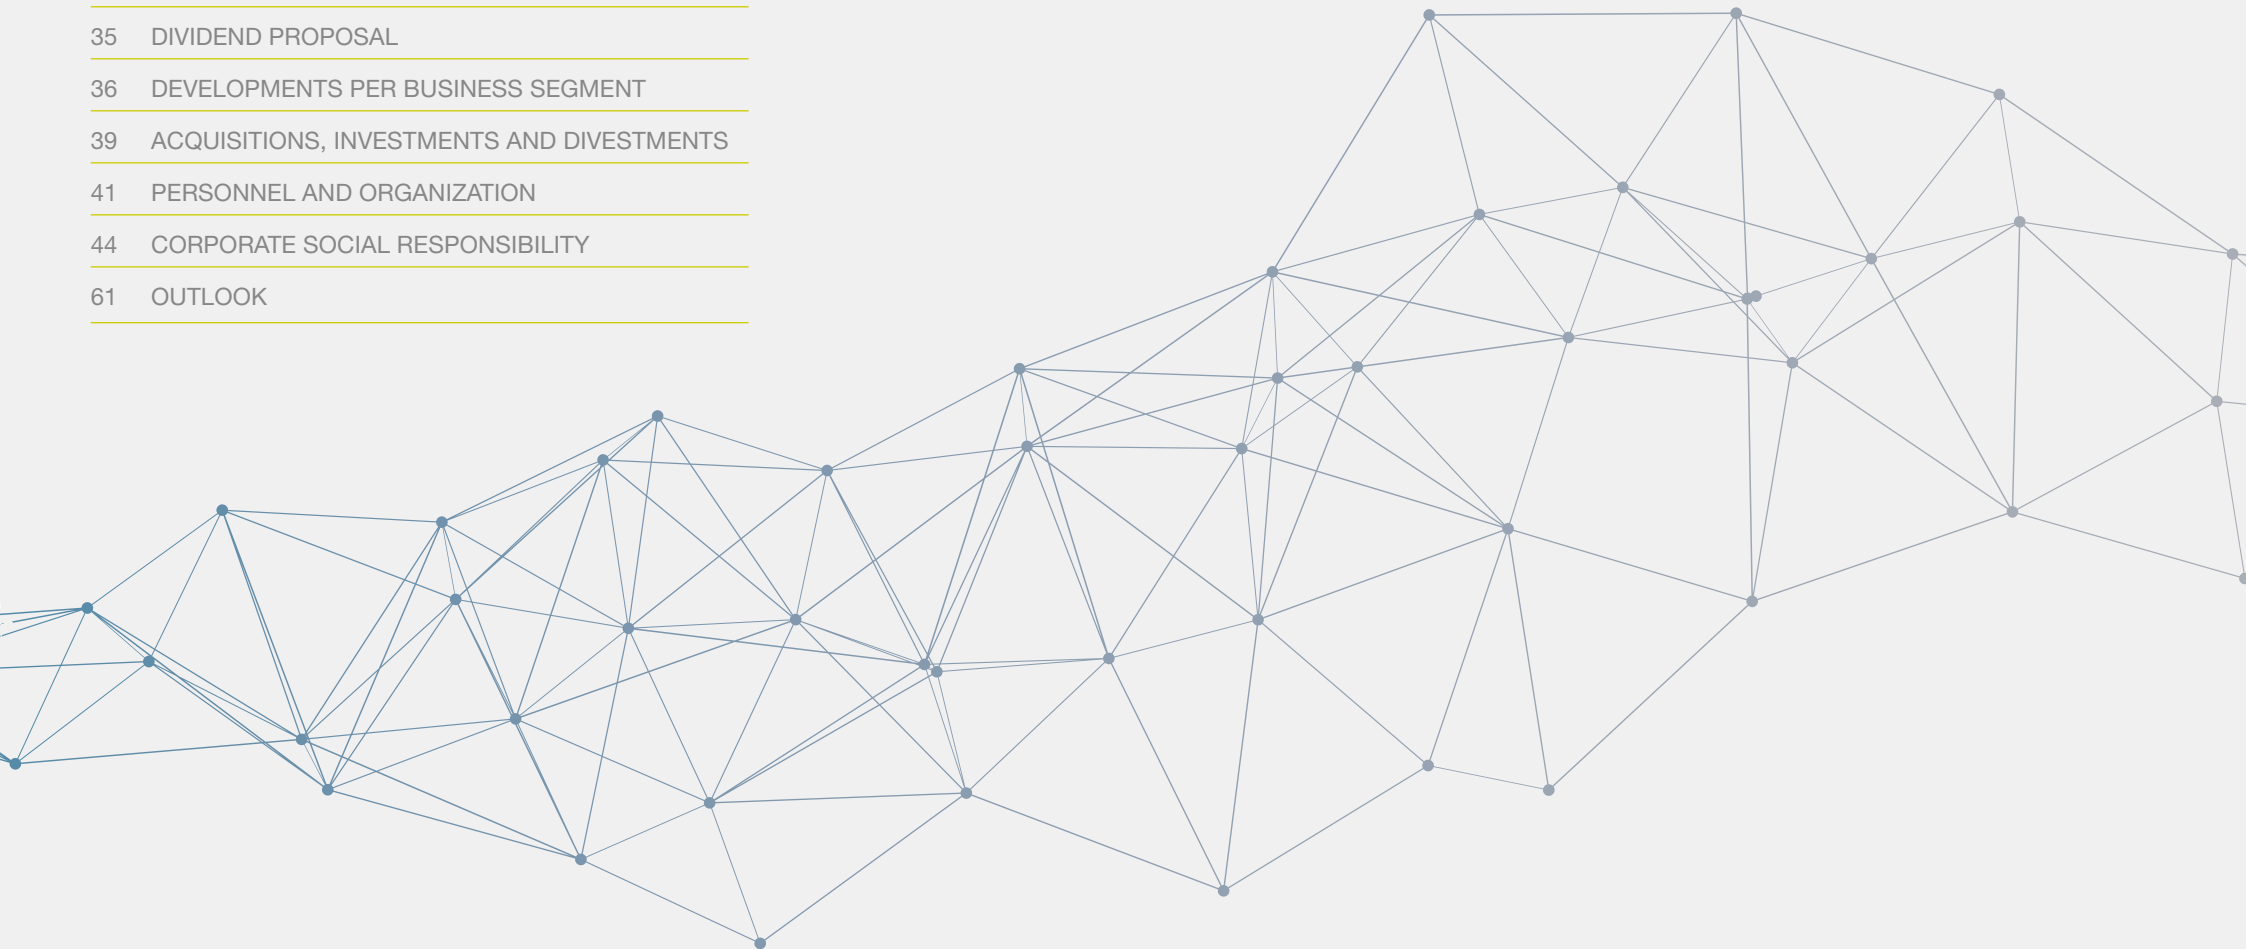 35 DIVIDEND PROPOSAL
36 DEVELOPMENTS PER BUSINESS SEGMENT
39 ACQUISITIONS, INVESTMENTS AND DIVESTMENTS
41 PERSONNEL AND ORGANIZATION
44 CORPORATE SOCIAL RESPONSIBILITY
61 OUTLOOK